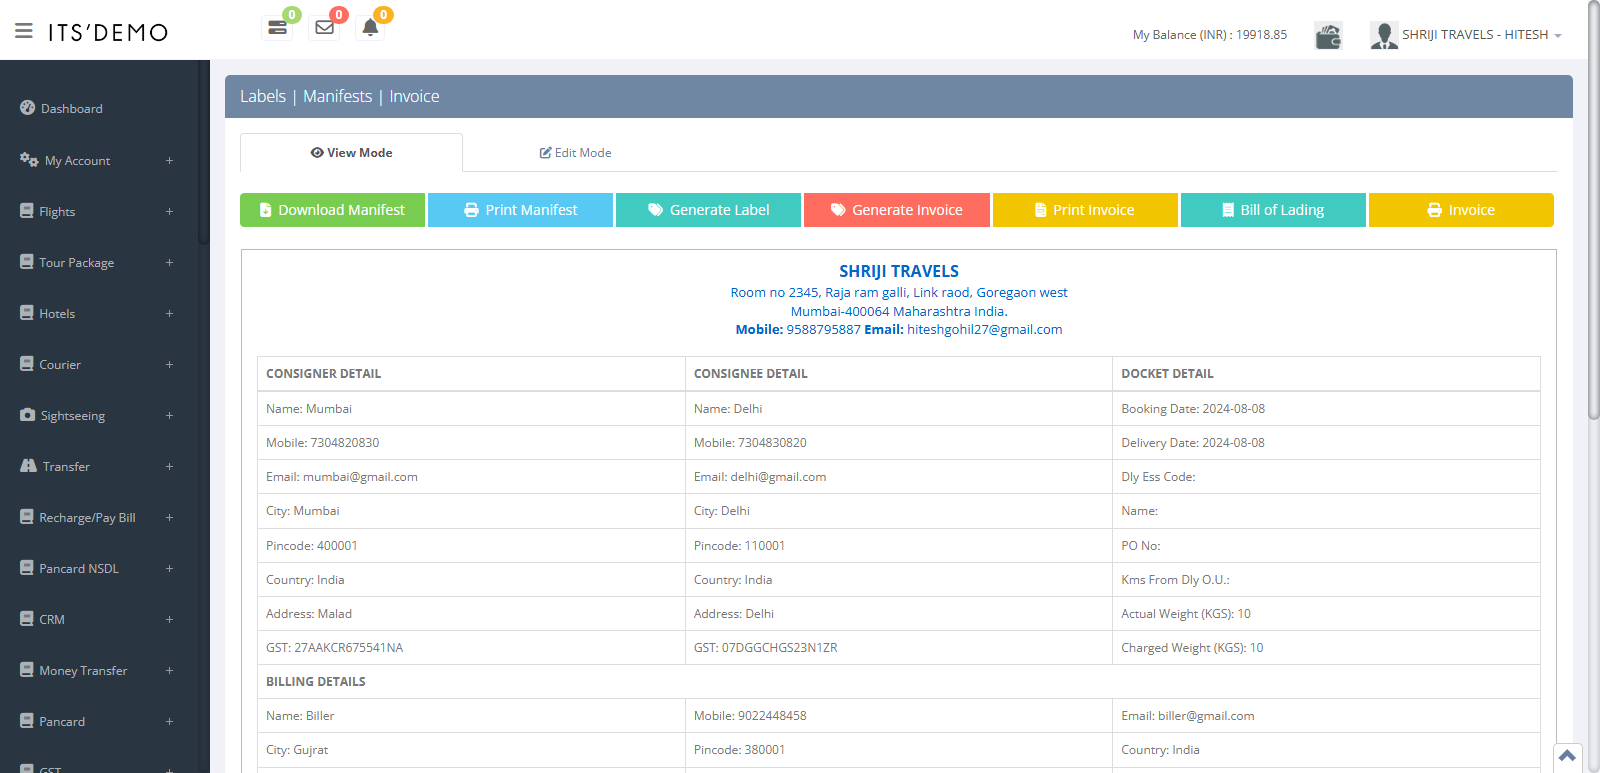 ITS'DEMO
0
0
0
My Balance (INR) : 19918.85
SHRIJI TRAVELS - HITESH
Dashboard
My Account +
Flights +
Tour Package +
Hotels +
Courier +
Sightseeing +
Transfer +
Recharge/Pay Bill +
Pancard NSDL +
CRM +
Money Transfer +
Pancard +
GST +
Labels | Manifests | Invoice
View Mode
Edit Mode
Download Manifest
Print Manifest
Generate Label
Generate Invoice
Print Invoice
Bill of Lading
Invoice
SHRIJI TRAVELS
Room no 2345, Raja ram galli, Link raod, Goregaon west
Mumbai-400064 Maharashtra India.
Mobile: 9588795887 Email: hiteshgohil27@gmail.com
CONSIGNER DETAIL CONSIGNEE DETAIL DOCKET DETAIL
Name: Mumbai Name: Delhi Booking Date: 2024-08-08
Mobile: 7304820830 Mobile: 7304830820 Delivery Date: 2024-08-08
Email: mumbai@gmail.com Email: delhi@gmail.com Dly Ess Code:
City: Mumbai City: Delhi Name:
Pincode: 400001 Pincode: 110001 PO No:
Country: India Country: India Kms From Dly O.U.:
Address: Malad Address: Delhi Actual Weight (KGS): 10
GST: 27AAKCR675541NA GST: 07DGGCHGS23N1ZR Charged Weight (KGS): 10
BILLING DETAILS
Name: Biller Mobile: 9022448458 Email: biller@gmail.com
City: Gujrat Pincode: 380001 Country: India